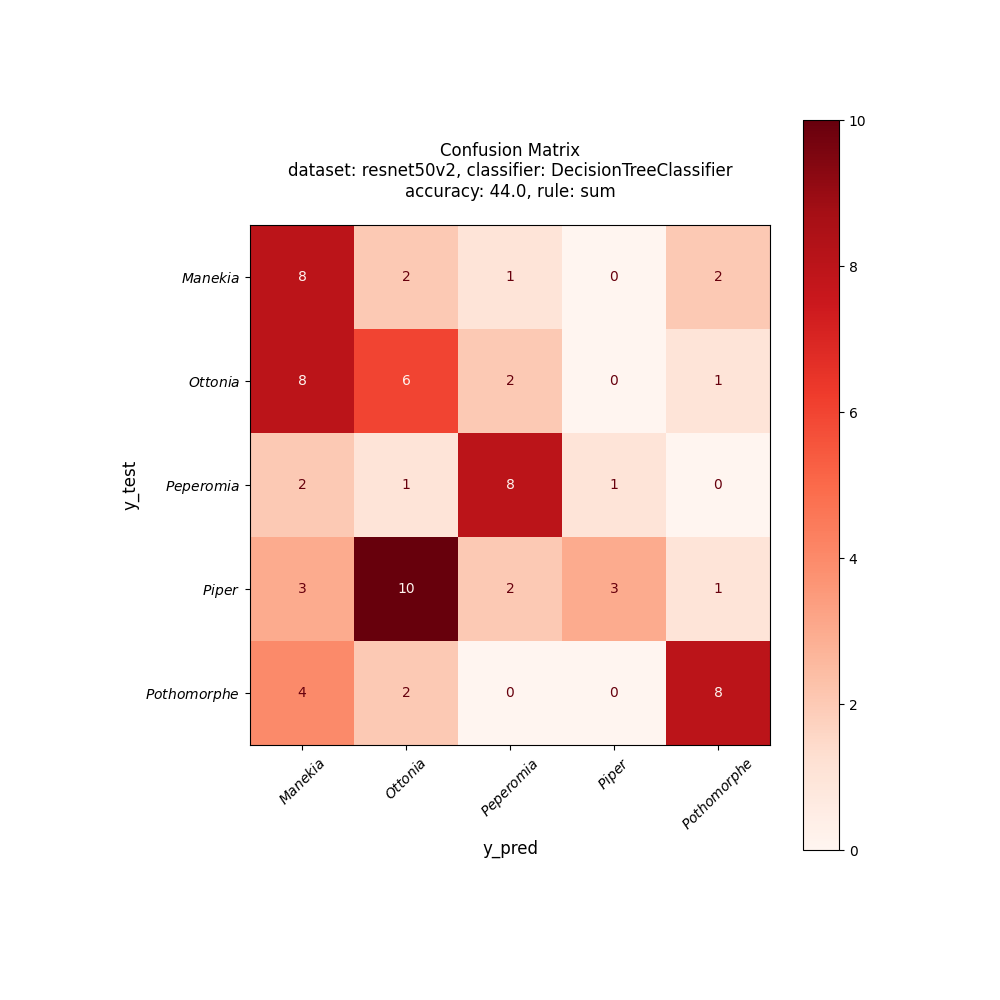 Confusion Matrix
dataset: resnet50v2, classifier: DecisionTreeClassifier
accuracy: 44.0, rule: sum
10
8
6
4
2
0
y_test
Manekia 8 2 1 0 2
Ottonia 8 6 2 0 1
Peperomia 2 1 8 1 0
Piper 3 10 2 3 1
Pothomorphe 4 2 0 0 8
Manekia Ottonia Peperomia Piper Pothomorphe
y_pred